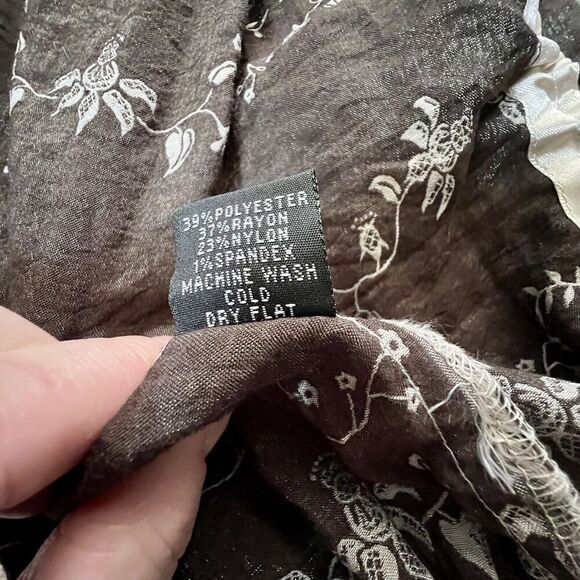 39%POLYESTER
37%RAYON
23%NYLON
1%SPANDEX
MACHINE WASH
COLD
DRY FLAT